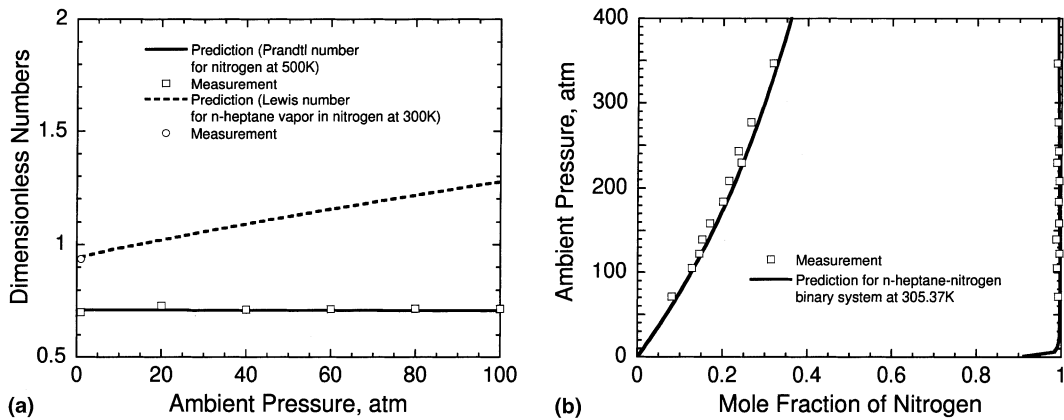 2
1.5
1
0.5
Dimensionless Numbers
Prediction (Prandtl number
for nitrogen at 500K)
Measurement
Prediction (Lewis number
for n-heptane vapor in nitrogen at 300K)
Measurement
0 20 40 60 80 100
Ambient Pressure, atm
(a)
400
300
200
100
0
Ambient Pressure, atm
Measurement
Prediction for n-heptane-nitrogen
binary system at 305.37K
0 0.2 0.4 0.6 0.8 1
Mole Fraction of Nitrogen
(b)